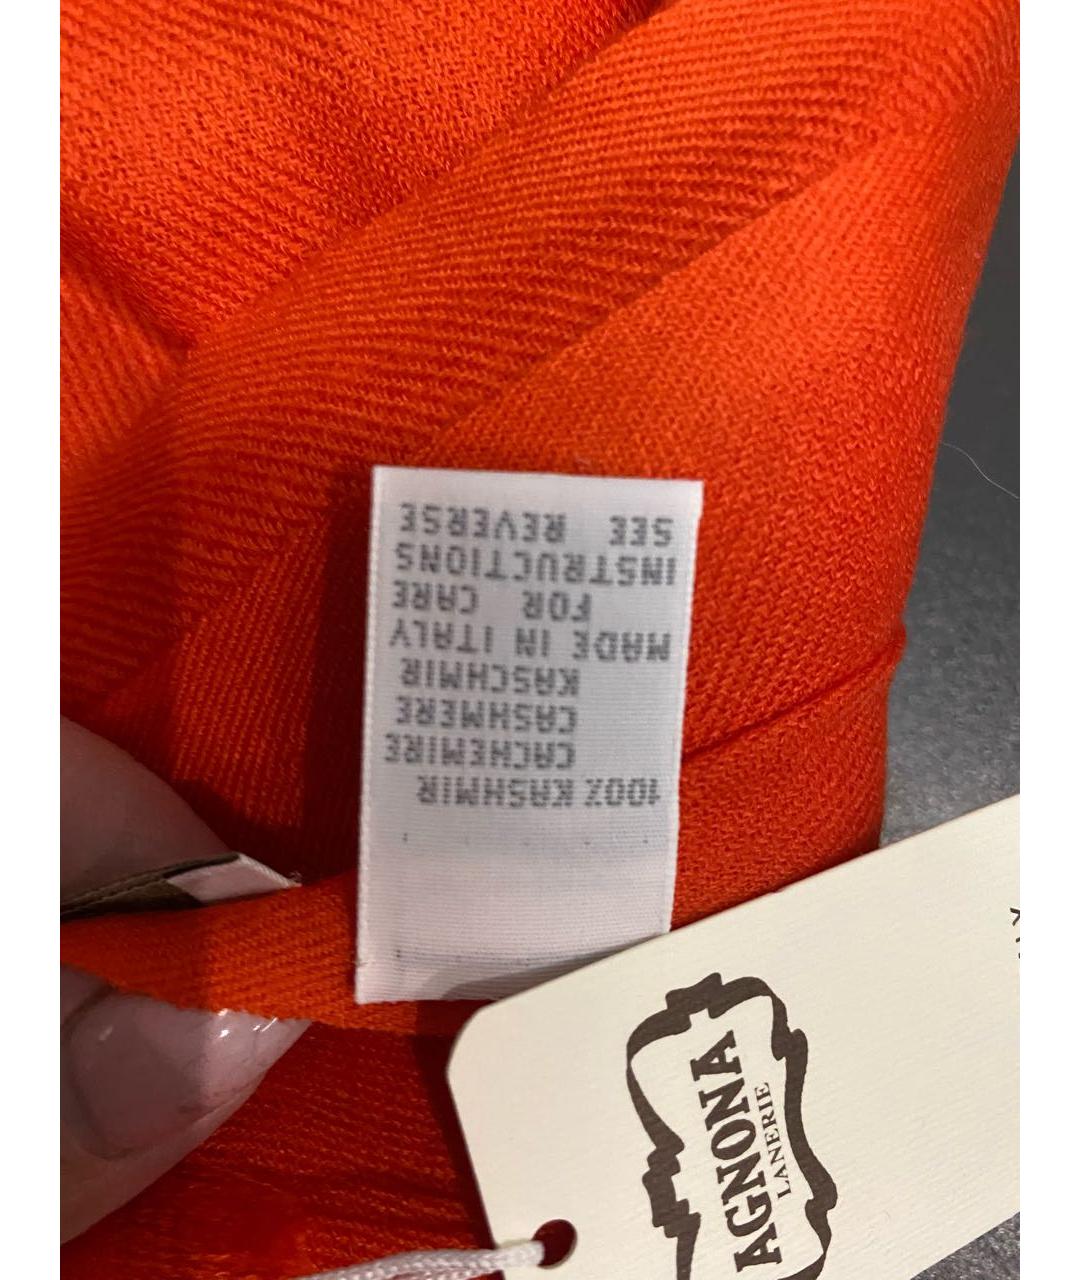 100% KASHMIR
CACHEMIRE
CASHMERE
KASCHMIR
MADE IN ITALY
FOR CARE
INSTRUCTIONS
SEE REVERSE
AGNONA
LANERIE